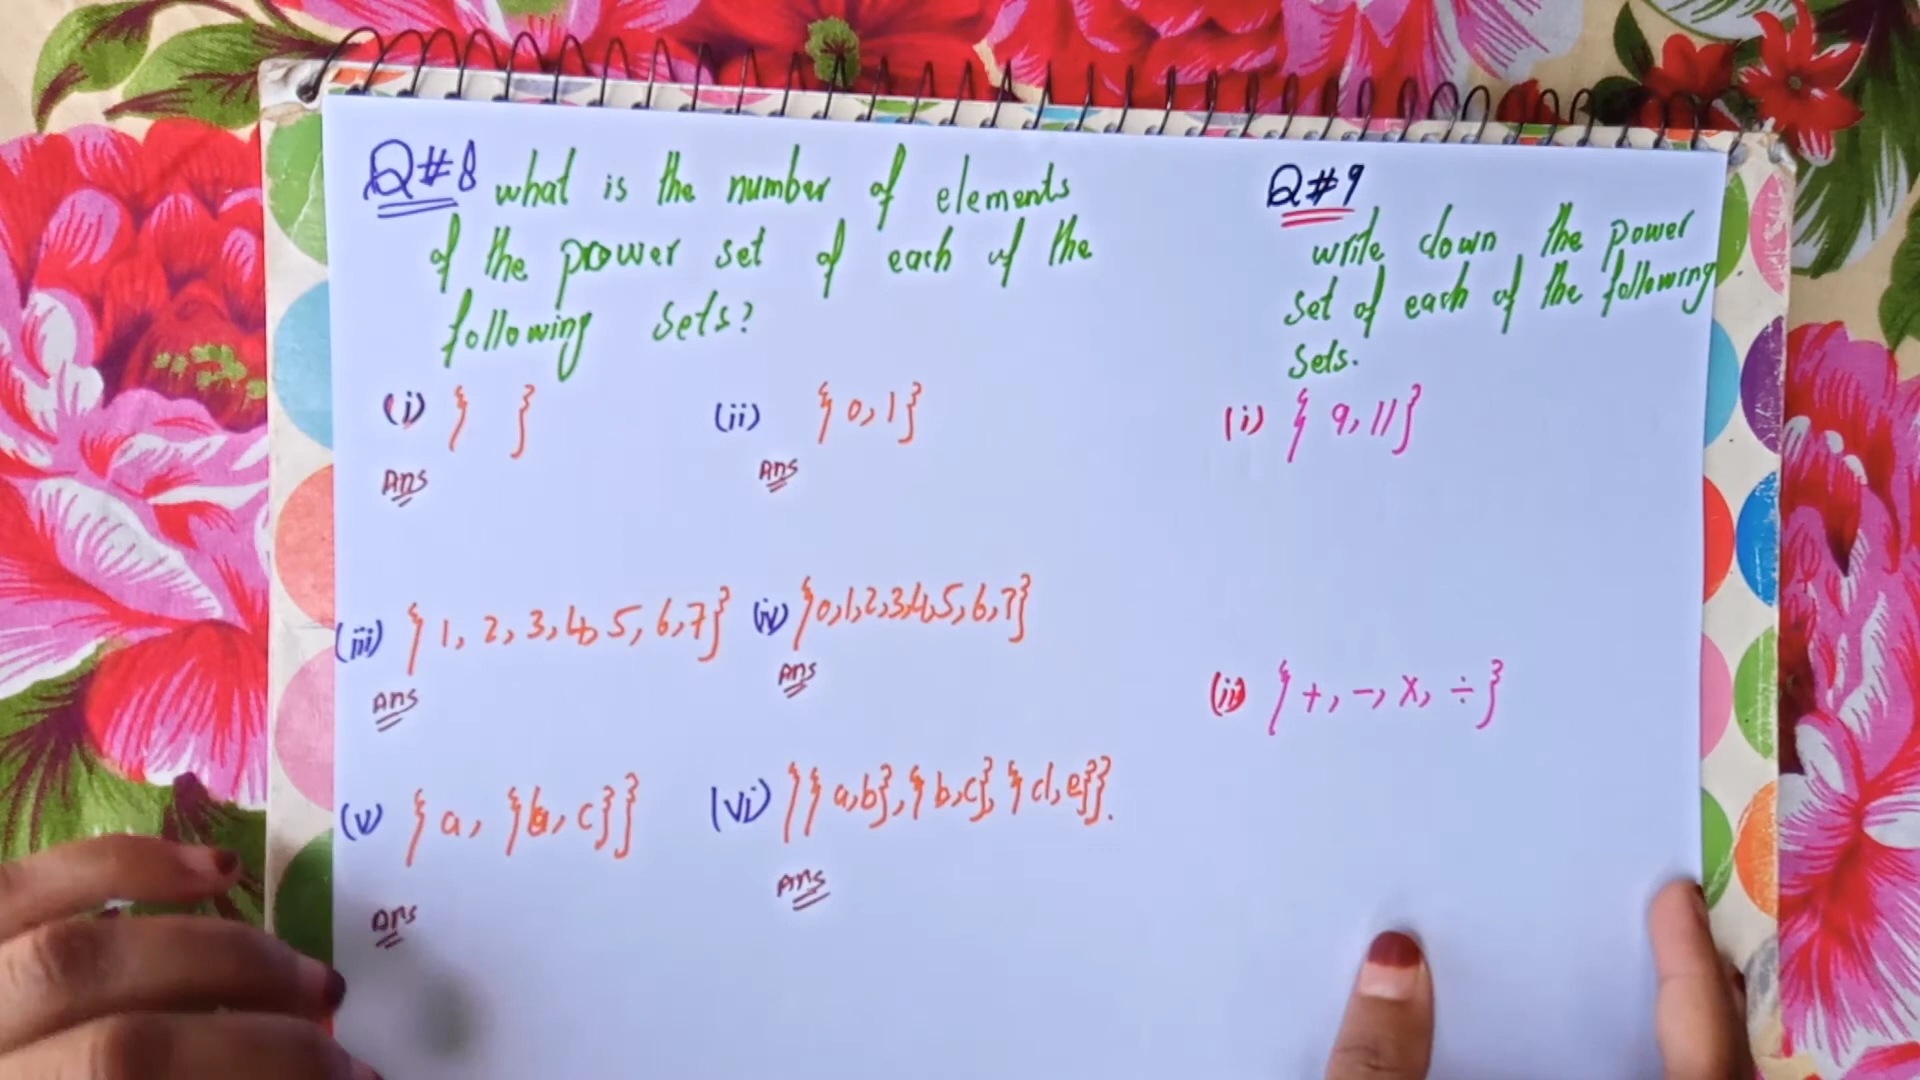 Q#8 what is the number of elements
of the power set of each of the
following sets?
(i) { }
Ans
(ii) {0,1}
Ans
(iii) {1, 2, 3, 4, 5, 6, 7}
Ans
(iv) {0,1,2,3,4,5,6,7}
Ans
(v) {a, {b, c}}
Ans
(vi) {{a,b}, {b,c}, {d,e}}.
Ans
Q#9
write down the power
set of each of the following
sets.
(i) {9, 11}
(ii) {+, -, ×, ÷}